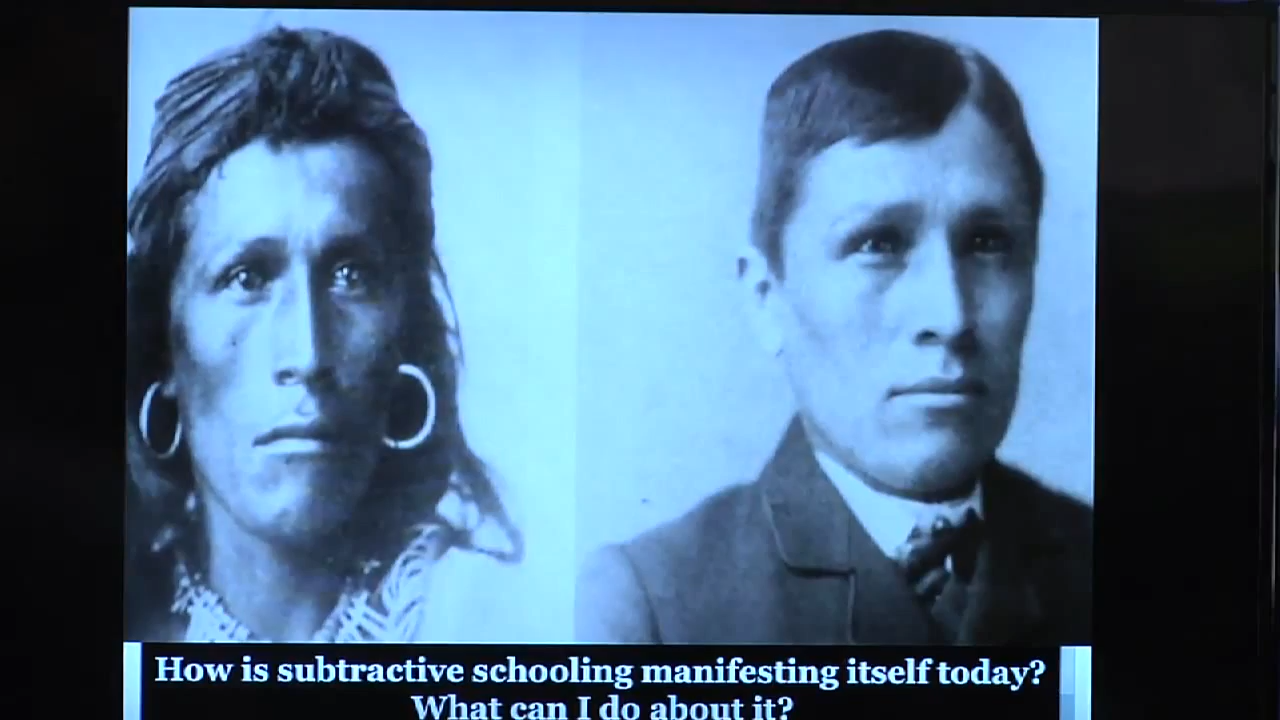 How is subtractive schooling manifesting itself today?
What can I do about it?